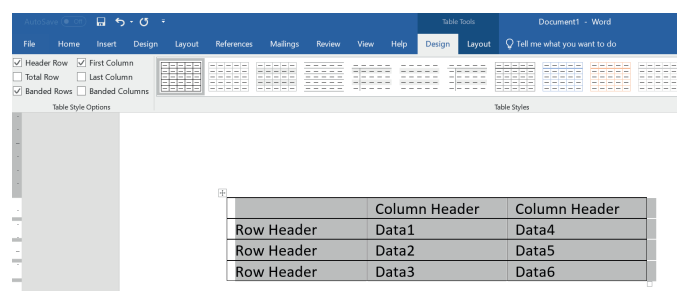 AutoSave Off Table Tools Document1 - Word
File Home Insert Design Layout References Mailings Review View Help Design Layout Tell me what you want to do
Header Row First Column
Total Row Last Column
Banded Rows Banded Columns
Table Style Options Table Styles
Column Header Column Header
Row Header Data1 Data4
Row Header Data2 Data5
Row Header Data3 Data6